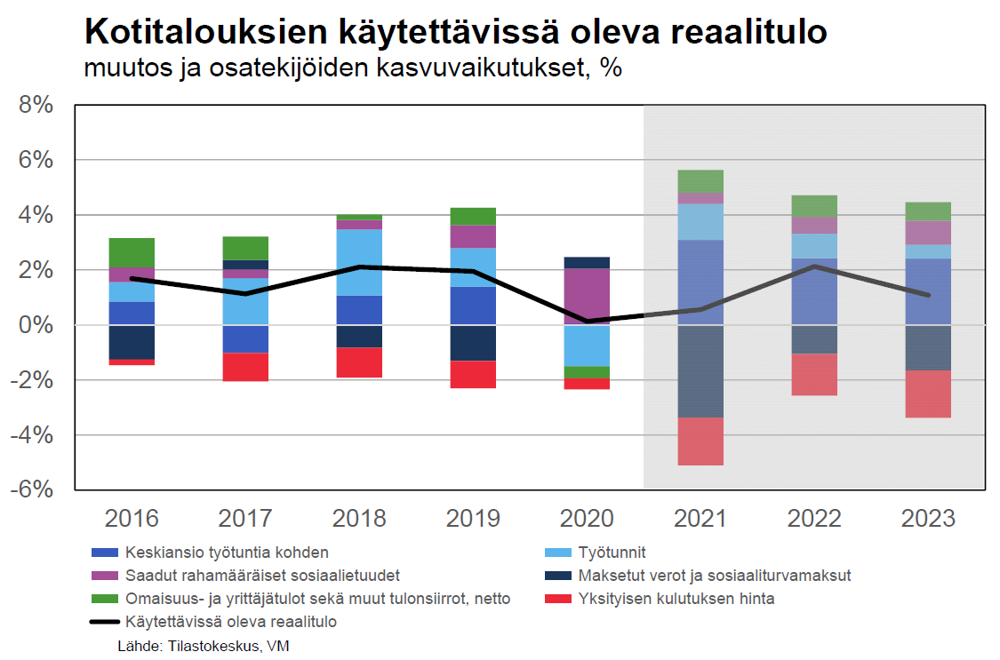 Kotitalouksien käytettävissä oleva reaalitulo
muutos ja osatekijöiden kasvuvaikutukset, %
8%
6%
4%
2%
0%
-2%
-4%
-6%
2016 2017 2018 2019 2020 2021 2022 2023
Keskiansio työtuntia kohden
Työtunnit
Saadut rahamääräiset sosiaalietuudet
Maksetut verot ja sosiaaliturvamaksut
Omaisuus- ja yrittäjätulot sekä muut tulonsiirrot, netto
Yksityisen kulutuksen hinta
Käytettävissä oleva reaalitulo
Lähde: Tilastokeskus, VM